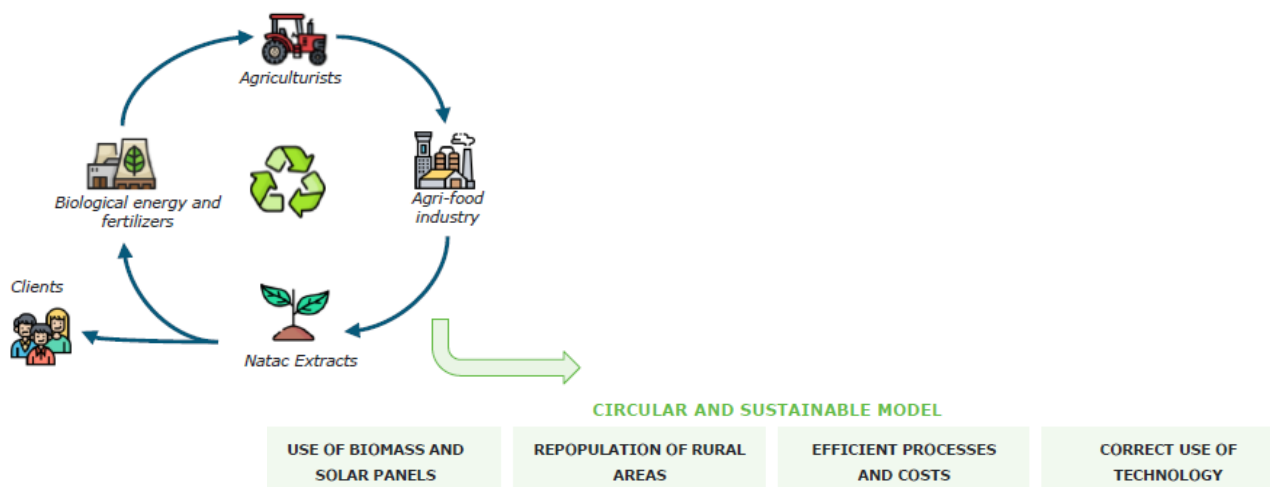 Agriculturists
Biological energy and
fertilizers
Agri-food
industry
Clients
Natac Extracts
CIRCULAR AND SUSTAINABLE MODEL
USE OF BIOMASS AND
SOLAR PANELS
REPOPULATION OF RURAL
AREAS
EFFICIENT PROCESSES
AND COSTS
CORRECT USE OF
TECHNOLOGY